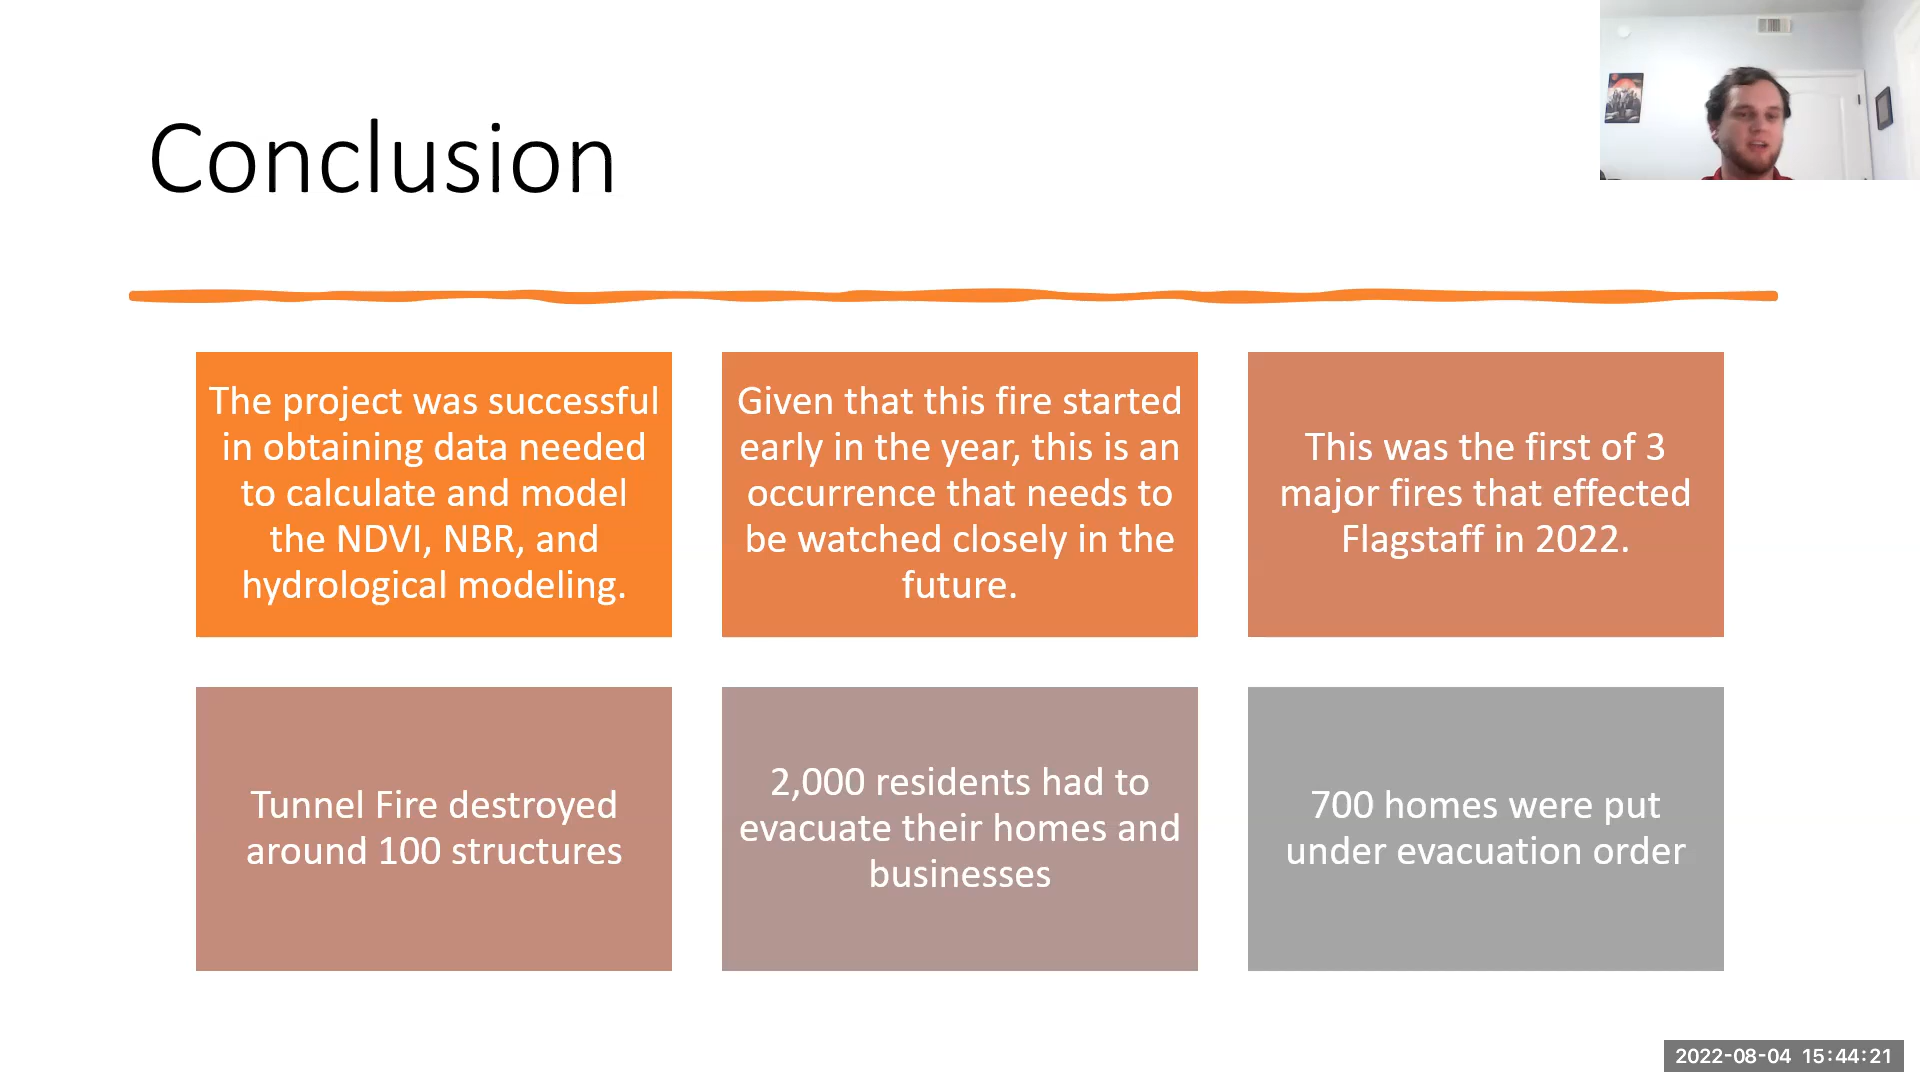 Conclusion
The project was successful
in obtaining data needed
to calculate and model
the NDVI, NBR, and
hydrological modeling.
Given that this fire started
early in the year, this is an
occurrence that needs to
be watched closely in the
future.
This was the first of 3
major fires that effected
Flagstaff in 2022.
Tunnel Fire destroyed
around 100 structures
2,000 residents had to
evacuate their homes and
businesses
700 homes were put
under evacuation order
2022-08-04 15:44:21